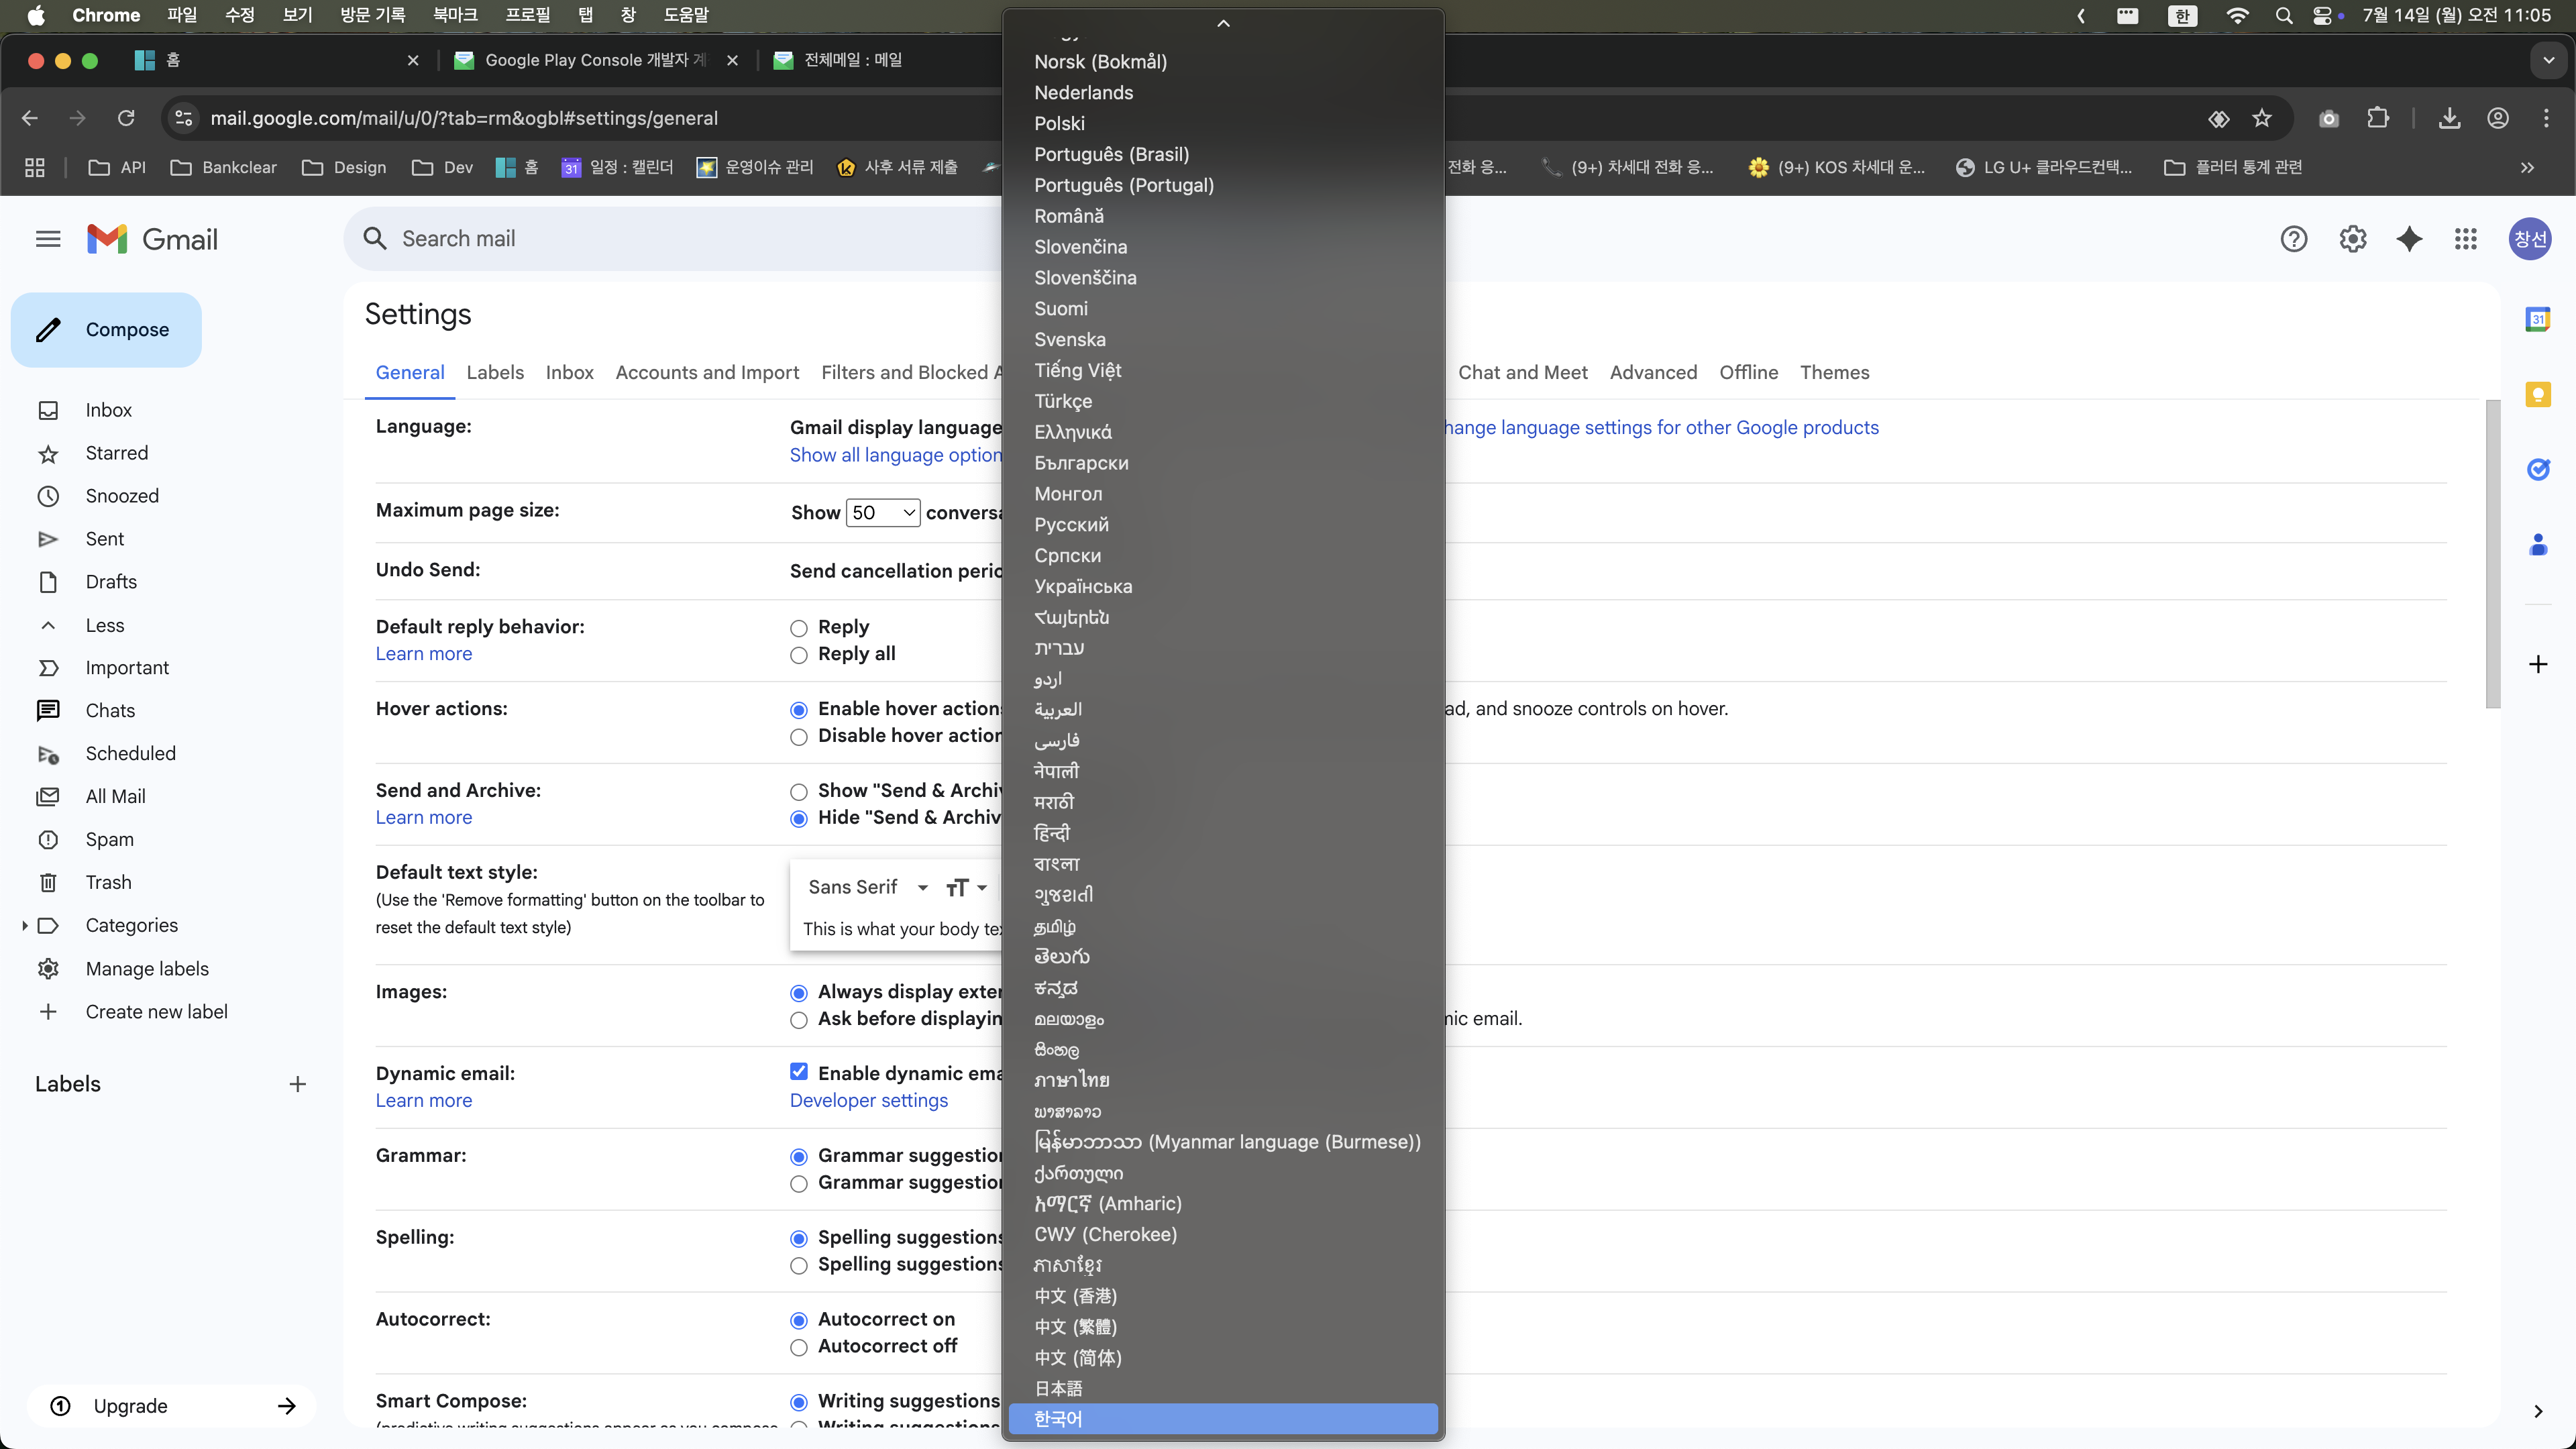 Chrome 파일 수정 보기 방문 기록 북마크 프로필 탭 창 도움말 한 7월 14일 (월) 오전 11:05
홈 Google Play Console 개발자 계 전체메일 : 메일
mail.google.com/mail/u/0/?tab=rm&ogbl#settings/general
API Bankclear Design Dev 홈 31 일정 : 캘린더 운영이슈 관리 사후 서류 제출 전화 응... (9+) 차세대 전화 응... (9+) KOS 차세대 운... LG U+ 클라우드컨택... 플러터 통계 관련
Gmail
Search mail
창선
Compose
Inbox
Starred
Snoozed
Sent
Drafts
Less
Important
Chats
Scheduled
All Mail
Spam
Trash
Categories
Manage labels
Create new label
Labels
Upgrade
Settings
General Labels Inbox Accounts and Import Filters and Blocked A Chat and Meet Advanced Offline Themes
Language:
Gmail display language
hange language settings for other Google products
Show all language option
Maximum page size:
Show 50 conversa
Undo Send:
Send cancellation perio
Default reply behavior:
Learn more
Reply
Reply all
Hover actions:
Enable hover action
ad, and snooze controls on hover.
Disable hover action
Send and Archive:
Learn more
Show "Send & Archi
Hide "Send & Archiv
Default text style:
(Use the 'Remove formatting' button on the toolbar to
reset the default text style)
Sans Serif
This is what your body te
Images:
Always display exter
Ask before displayin
mic email.
Dynamic email:
Learn more
Enable dynamic ema
Developer settings
Grammar:
Grammar suggestion
Grammar suggestion
Spelling:
Spelling suggestions
Spelling suggestions
Autocorrect:
Autocorrect on
Autocorrect off
Smart Compose:
Writing suggestions
Norsk (Bokmål)
Nederlands
Polski
Português (Brasil)
Português (Portugal)
Română
Slovenčina
Slovenščina
Suomi
Svenska
Tiếng Việt
Türkçe
Ελληνικά
Български
Монгол
Русский
Српски
Українська
Հայերեն
עברית
اردو
العربية
فارسی
नेपाली
मराठी
हिन्दी
বাংলা
ગુજરાતી
தமிழ்
తెలుగు
ಕನ್ನಡ
മലയാളം
සිංහල
ภาษาไทย
ພາສາລາວ
မြန်မာဘာသာ (Myanmar language (Burmese))
ქართული
አማርኛ (Amharic)
ᏣᎳᎩ (Cherokee)
ភាសាខ្មែរ
中文 (香港)
中文 (繁體)
中文 (简体)
日本語
한국어
31